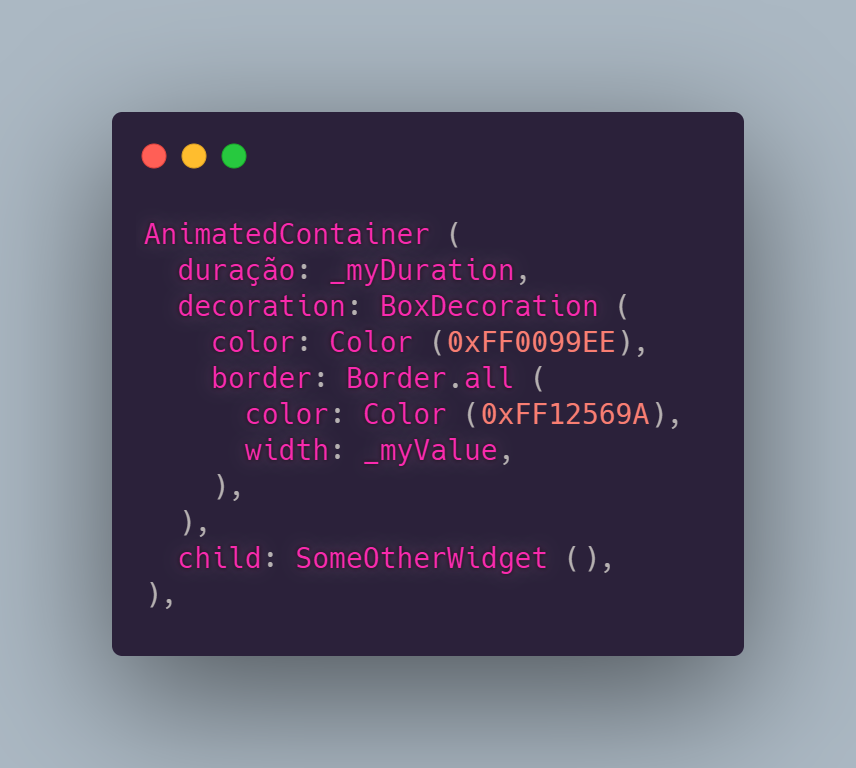 AnimatedContainer (
  duração: _myDuration,
  decoration: BoxDecoration (
    color: Color (0xFF0099EE),
    border: Border.all (
      color: Color (0xFF12569A),
      width: _myValue,
    ),
  ),
  child: SomeOtherWidget (),
),